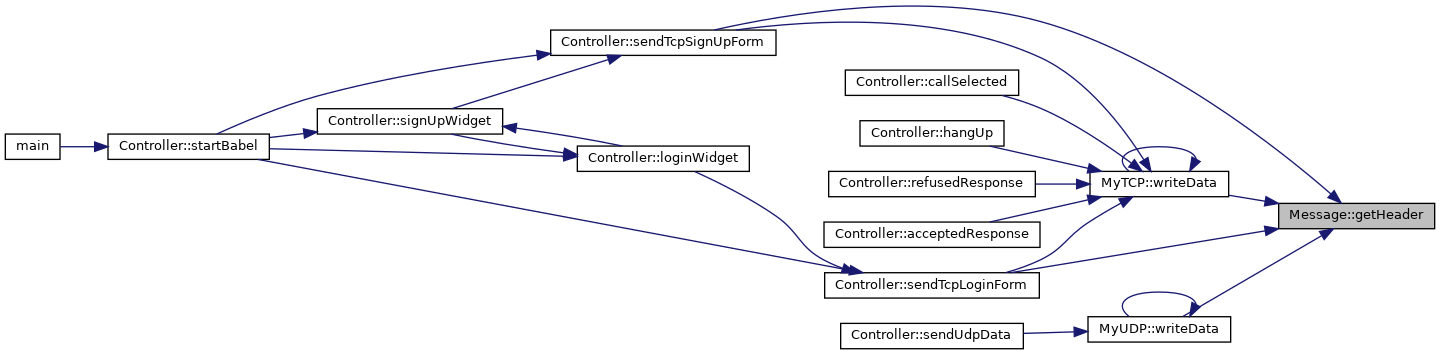 main
Controller::startBabel
Controller::signUpWidget
Controller::sendTcpSignUpForm
Controller::loginWidget
Controller::callSelected
Controller::hangUp
Controller::refusedResponse
Controller::acceptedResponse
Controller::sendTcpLoginForm
Controller::sendUdpData
MyTCP::writeData
MyUDP::writeData
Message::getHeader